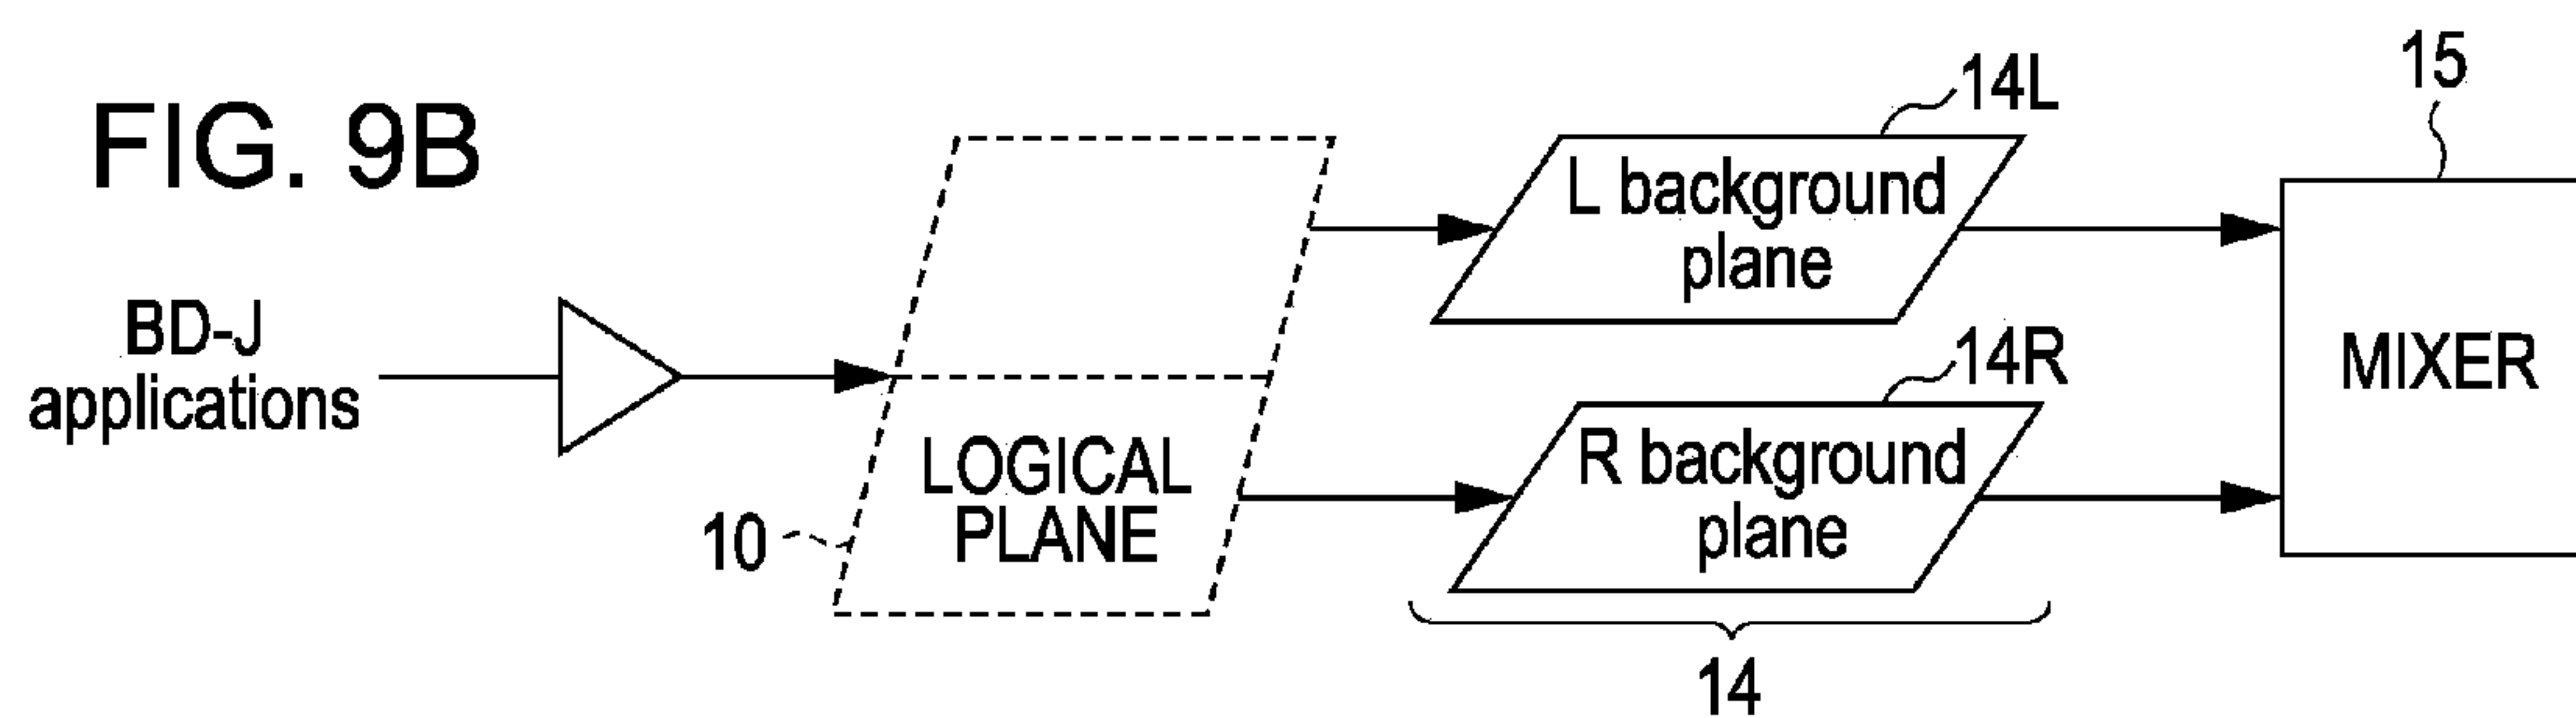 FIG. 9B
BD-J
applications
10
LOGICAL
PLANE
14L
L background
plane
14R
R background
plane
14
15
MIXER